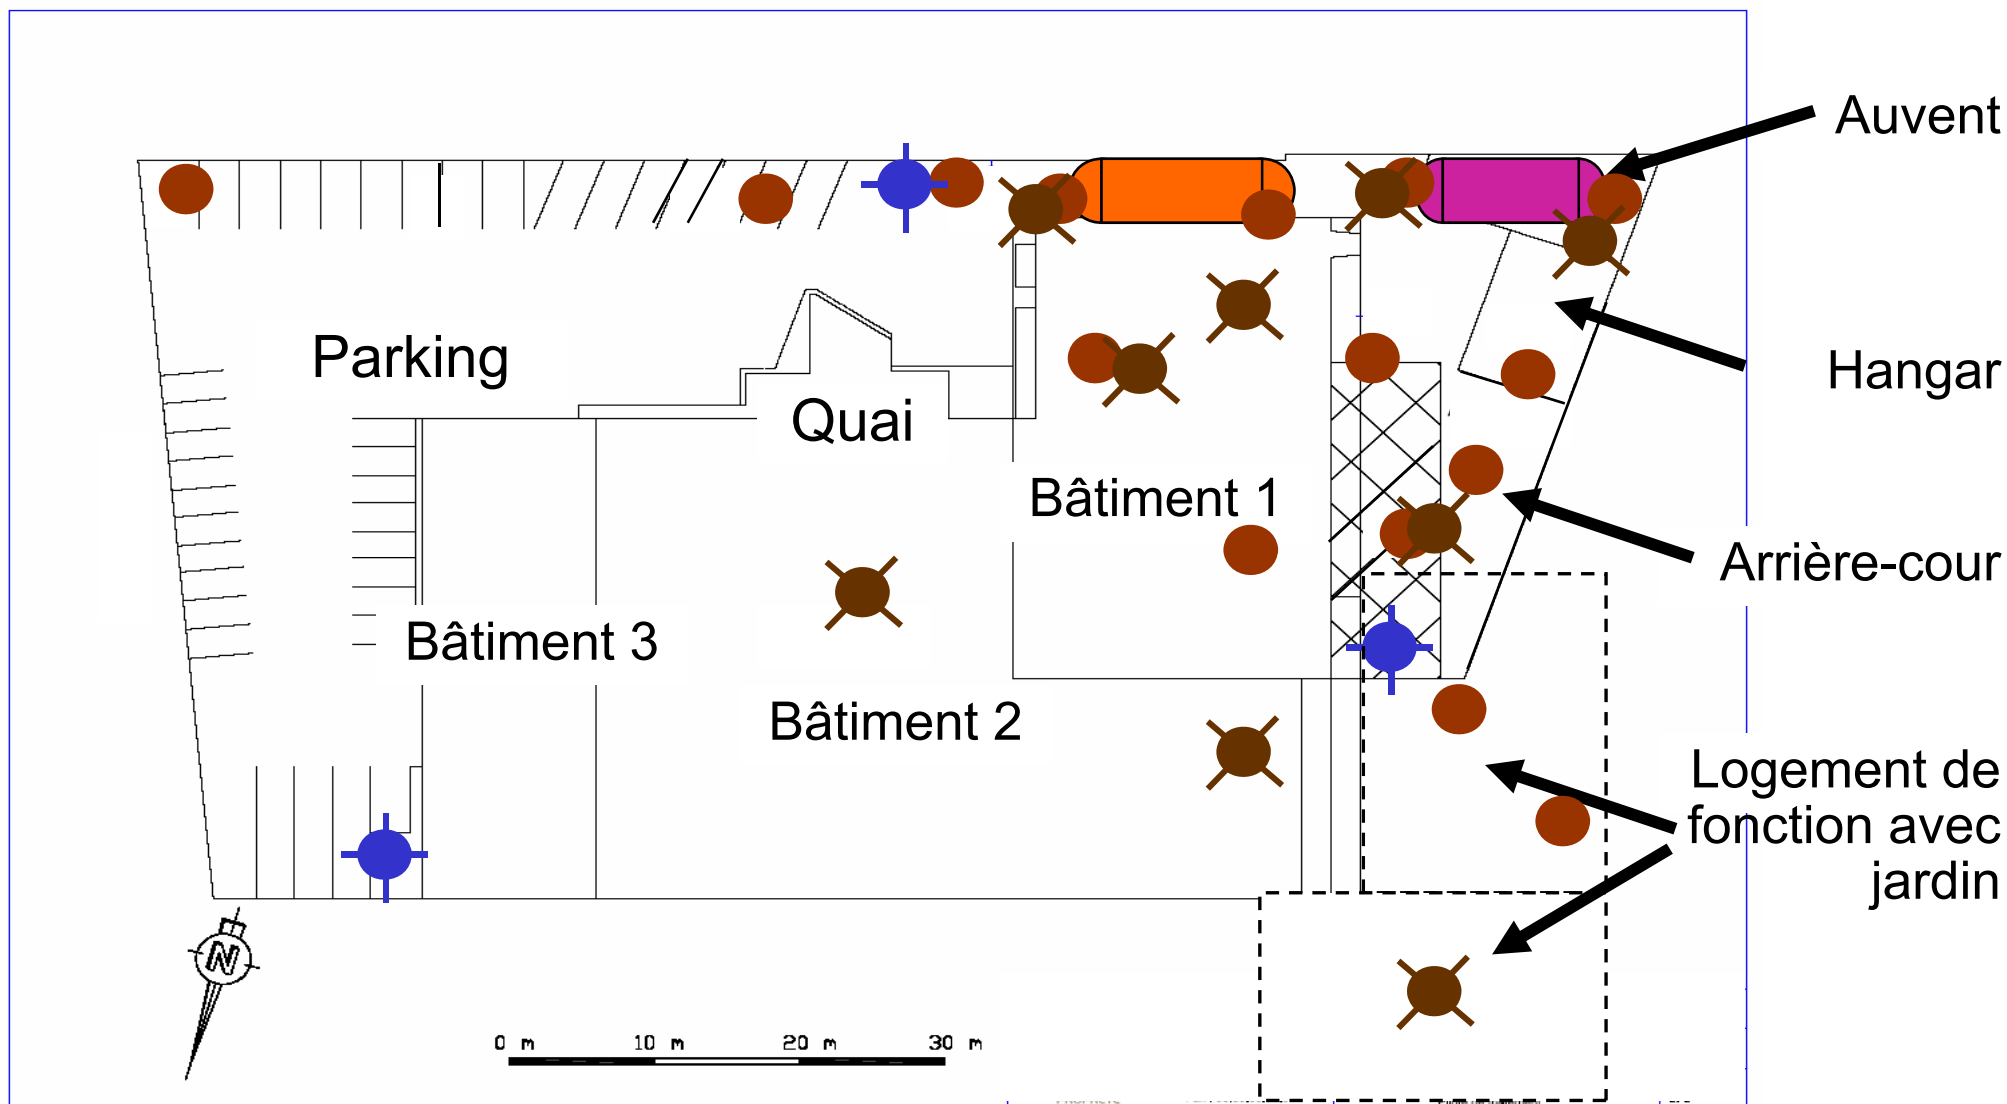 Auvent
Parking
Hangar
Quai
Bâtiment 1
Arrière-cour
Bâtiment 3
Bâtiment 2
Logement de
fonction avec
jardin
N
0 m 10 m 20 m 30 m